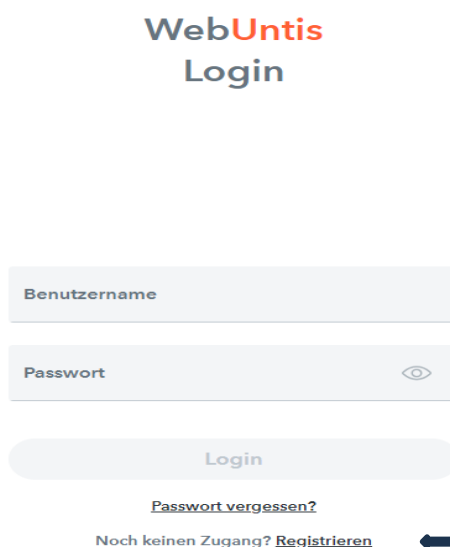 WebUntis
Login
Benutzername
Passwort
Login
Passwort vergessen?
Noch keinen Zugang? Registrieren